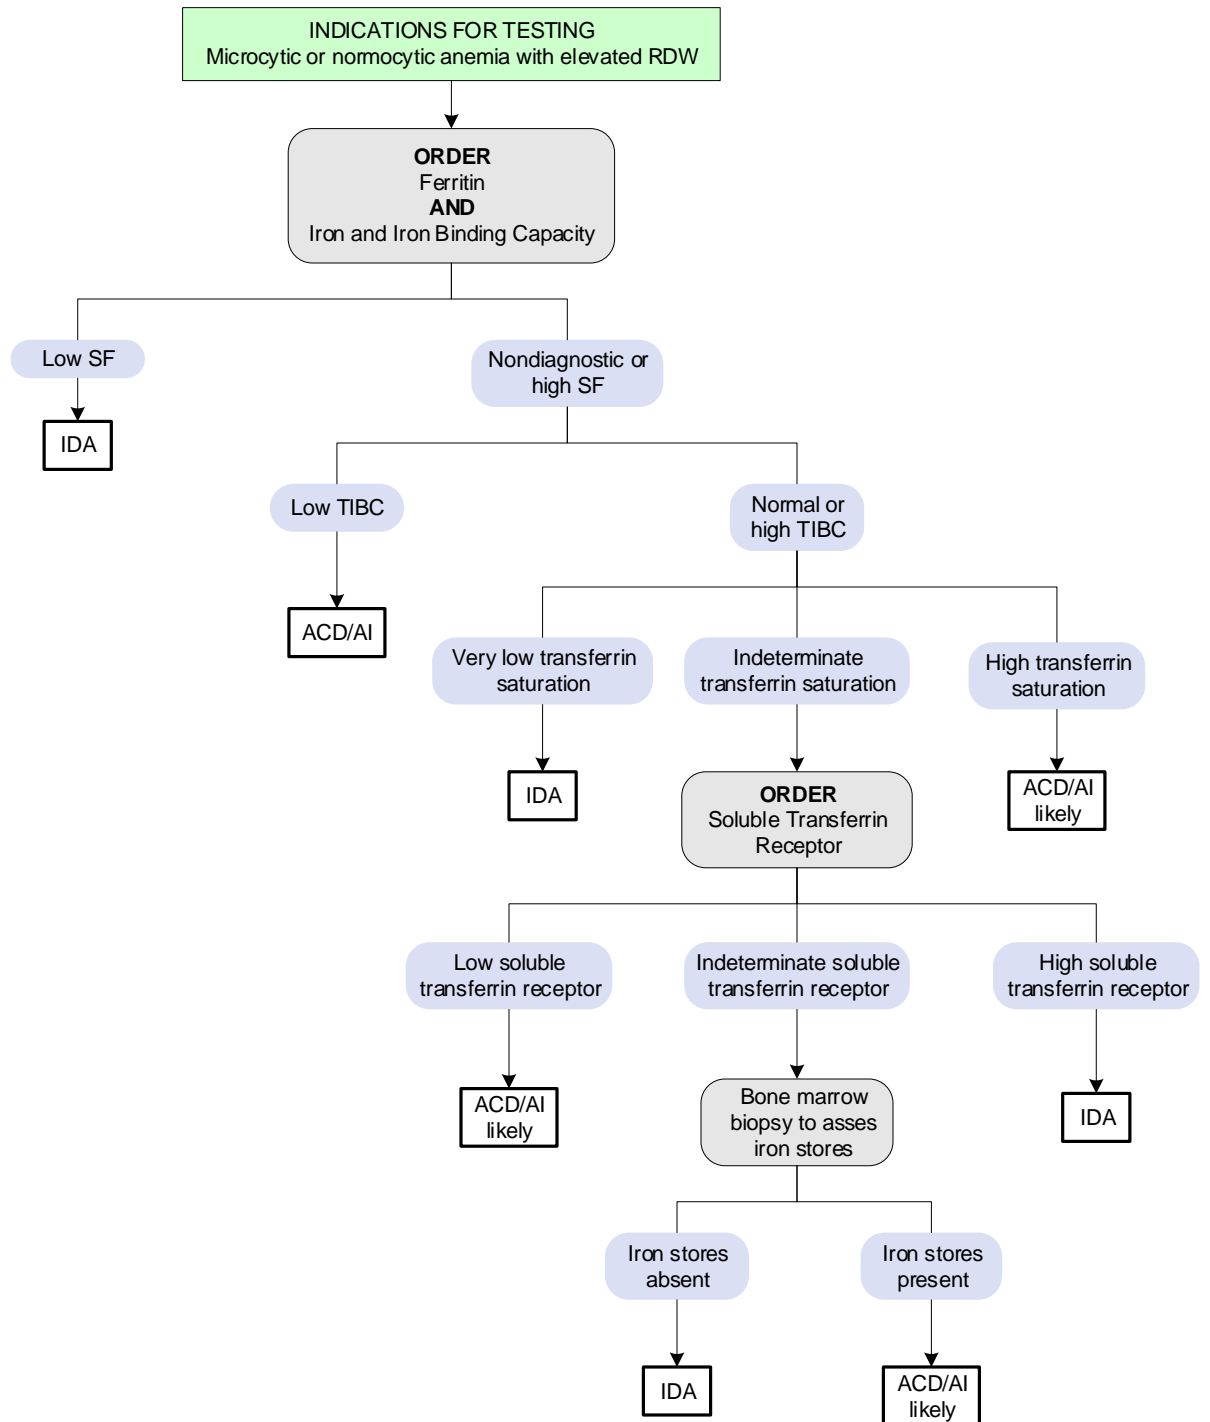 INDICATIONS FOR TESTING
Microcytic or normocytic anemia with elevated RDW
ORDER
Ferritin
AND
Iron and Iron Binding Capacity
Low SF
Nondiagnostic or
high SF
IDA
Low TIBC
Normal or
high TIBC
ACD/AI
Very low transferrin
saturation
Indeterminate
transferrin saturation
High transferrin
saturation
IDA
ORDER
Soluble Transferrin
Receptor
ACD/AI
likely
Low soluble
transferrin receptor
Indeterminate soluble
transferrin receptor
High soluble
transferrin receptor
ACD/AI
likely
Bone marrow
biopsy to asses
iron stores
IDA
Iron stores
absent
Iron stores
present
IDA
ACD/AI
likely